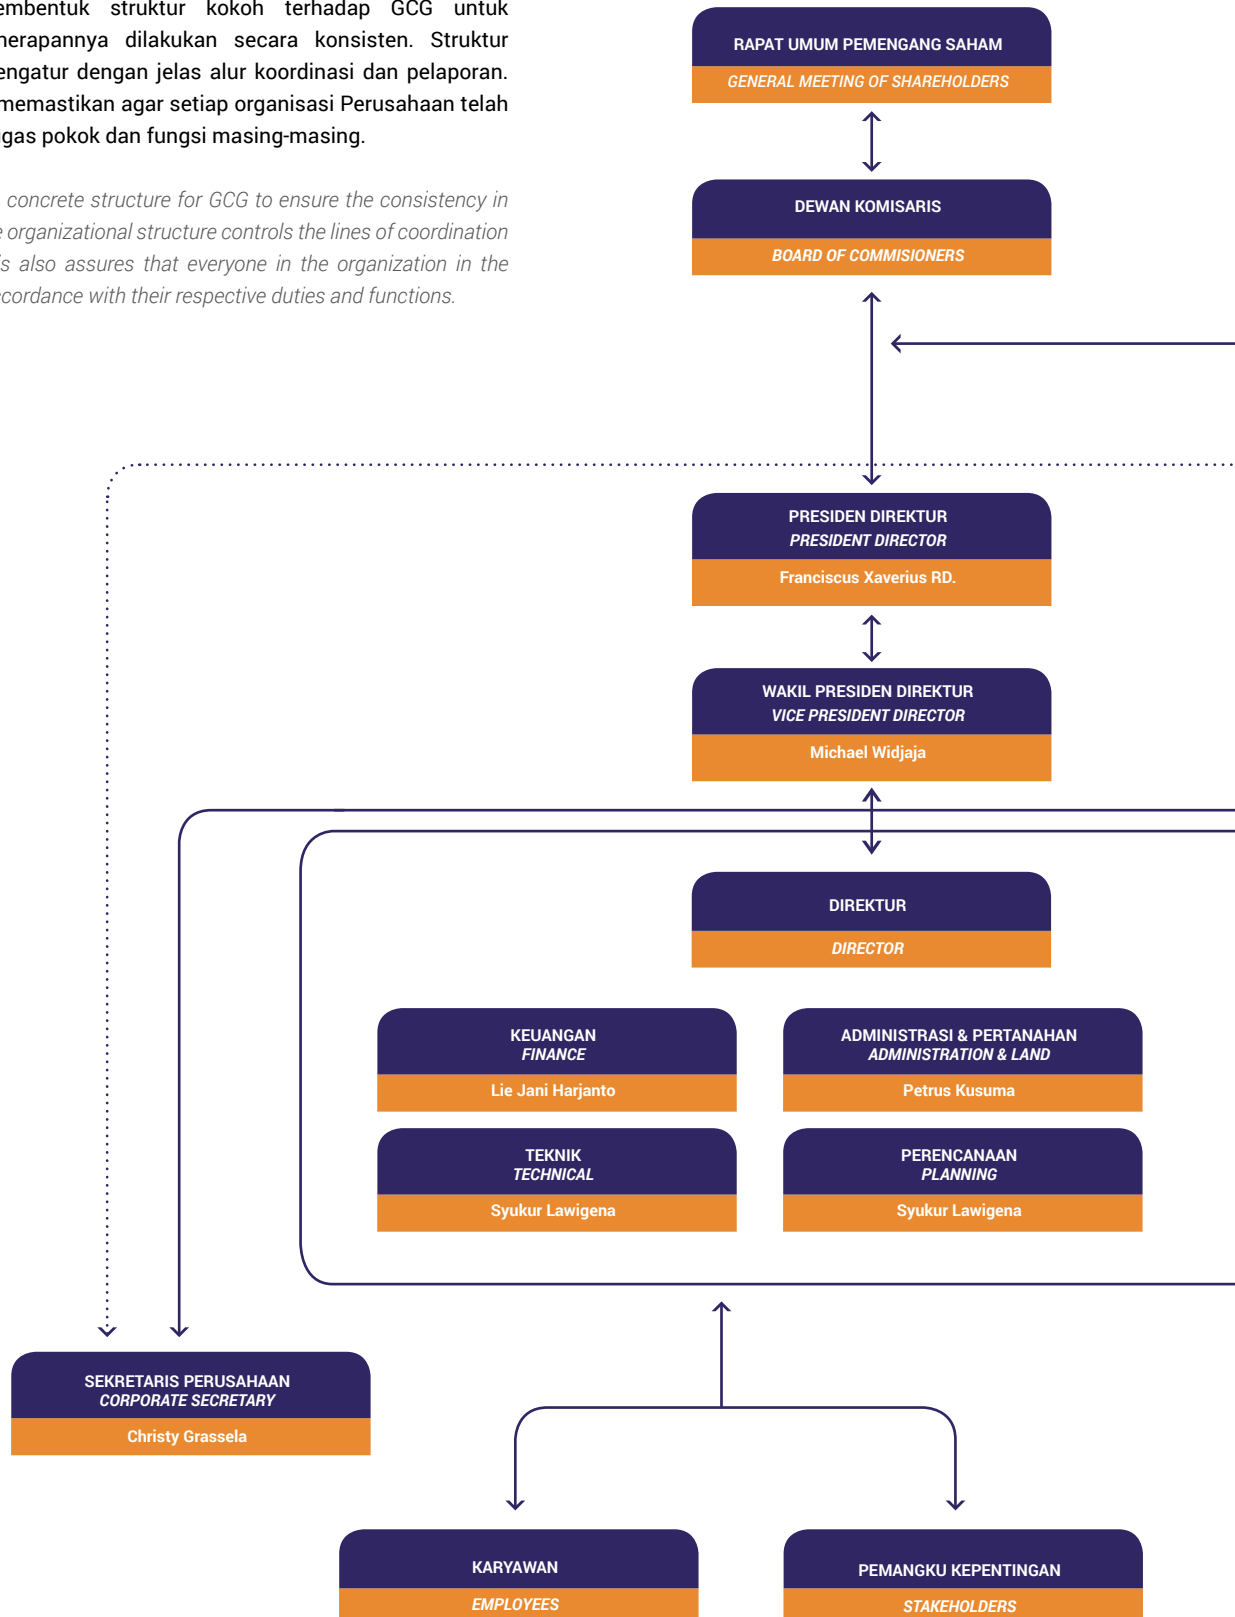 embentuk struktur kokoh terhadap GCG untuk
nerapannya dilakukan secara konsisten. Struktur
engatur dengan jelas alur koordinasi dan pelaporan.
memastikan agar setiap organisasi Perusahaan telah
gas pokok dan fungsi masing-masing.
concrete structure for GCG to ensure the consistency in
e organizational structure controls the lines of coordination
is also assures that everyone in the organization in the
ccordance with their respective duties and functions.
RAPAT UMUM PEMENGANG SAHAM
GENERAL MEETING OF SHAREHOLDERS
DEWAN KOMISARIS
BOARD OF COMMISIONERS
PRESIDEN DIREKTUR
PRESIDENT DIRECTOR
Franciscus Xaverius RD.
WAKIL PRESIDEN DIREKTUR
VICE PRESIDENT DIRECTOR
Michael Widjaja
DIREKTUR
DIRECTOR
KEUANGAN
FINANCE
Lie Jani Harjanto
ADMINISTRASI & PERTANAHAN
ADMINISTRATION & LAND
Petrus Kusuma
TEKNIK
TECHNICAL
Syukur Lawigena
PERENCANAAN
PLANNING
Syukur Lawigena
SEKRETARIS PERUSAHAAN
CORPORATE SECRETARY
Christy Grassela
KARYAWAN
EMPLOYEES
PEMANGKU KEPENTINGAN
STAKEHOLDERS